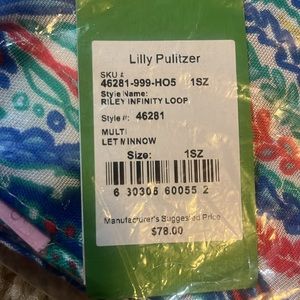 Lilly Pulitzer
SKU #
46281-999-HO5 1SZ
Style Name:
RILEY INFINITY LOOP
Style #: 46281
MULTI
LET MINNOW
Size: 1SZ
6 30305 60055 2
Manufacturer's Suggested Price
$78.00